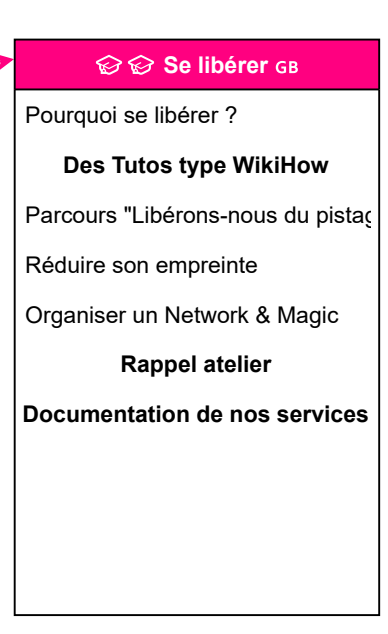 🎓 🎓 Se libérer GB
Pourquoi se libérer ?
Des Tutos type WikiHow
Parcours "Libérons-nous du pistag
Réduire son empreinte
Organiser un Network & Magic
Rappel atelier
Documentation de nos services